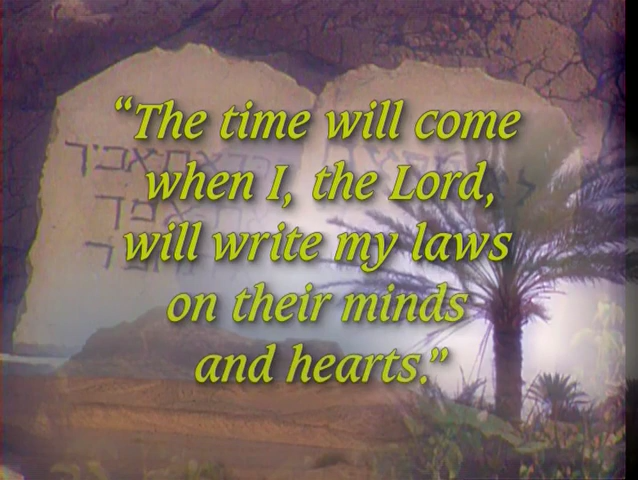 “The time will come
when I, the Lord,
will write my laws
on their minds
and hearts.”